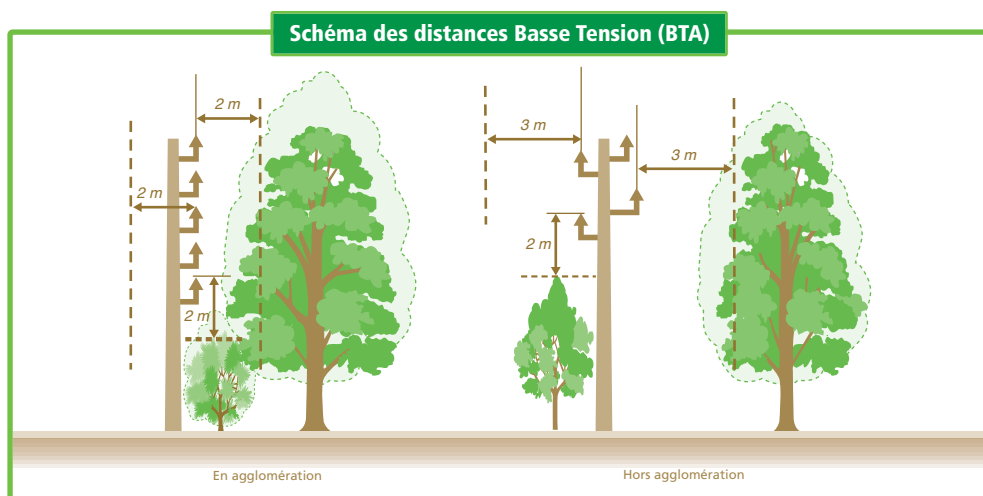 Schéma des distances Basse Tension (BTA)
2 m
2 m
2 m
3 m
3 m
2 m
En agglomération
Hors agglomération